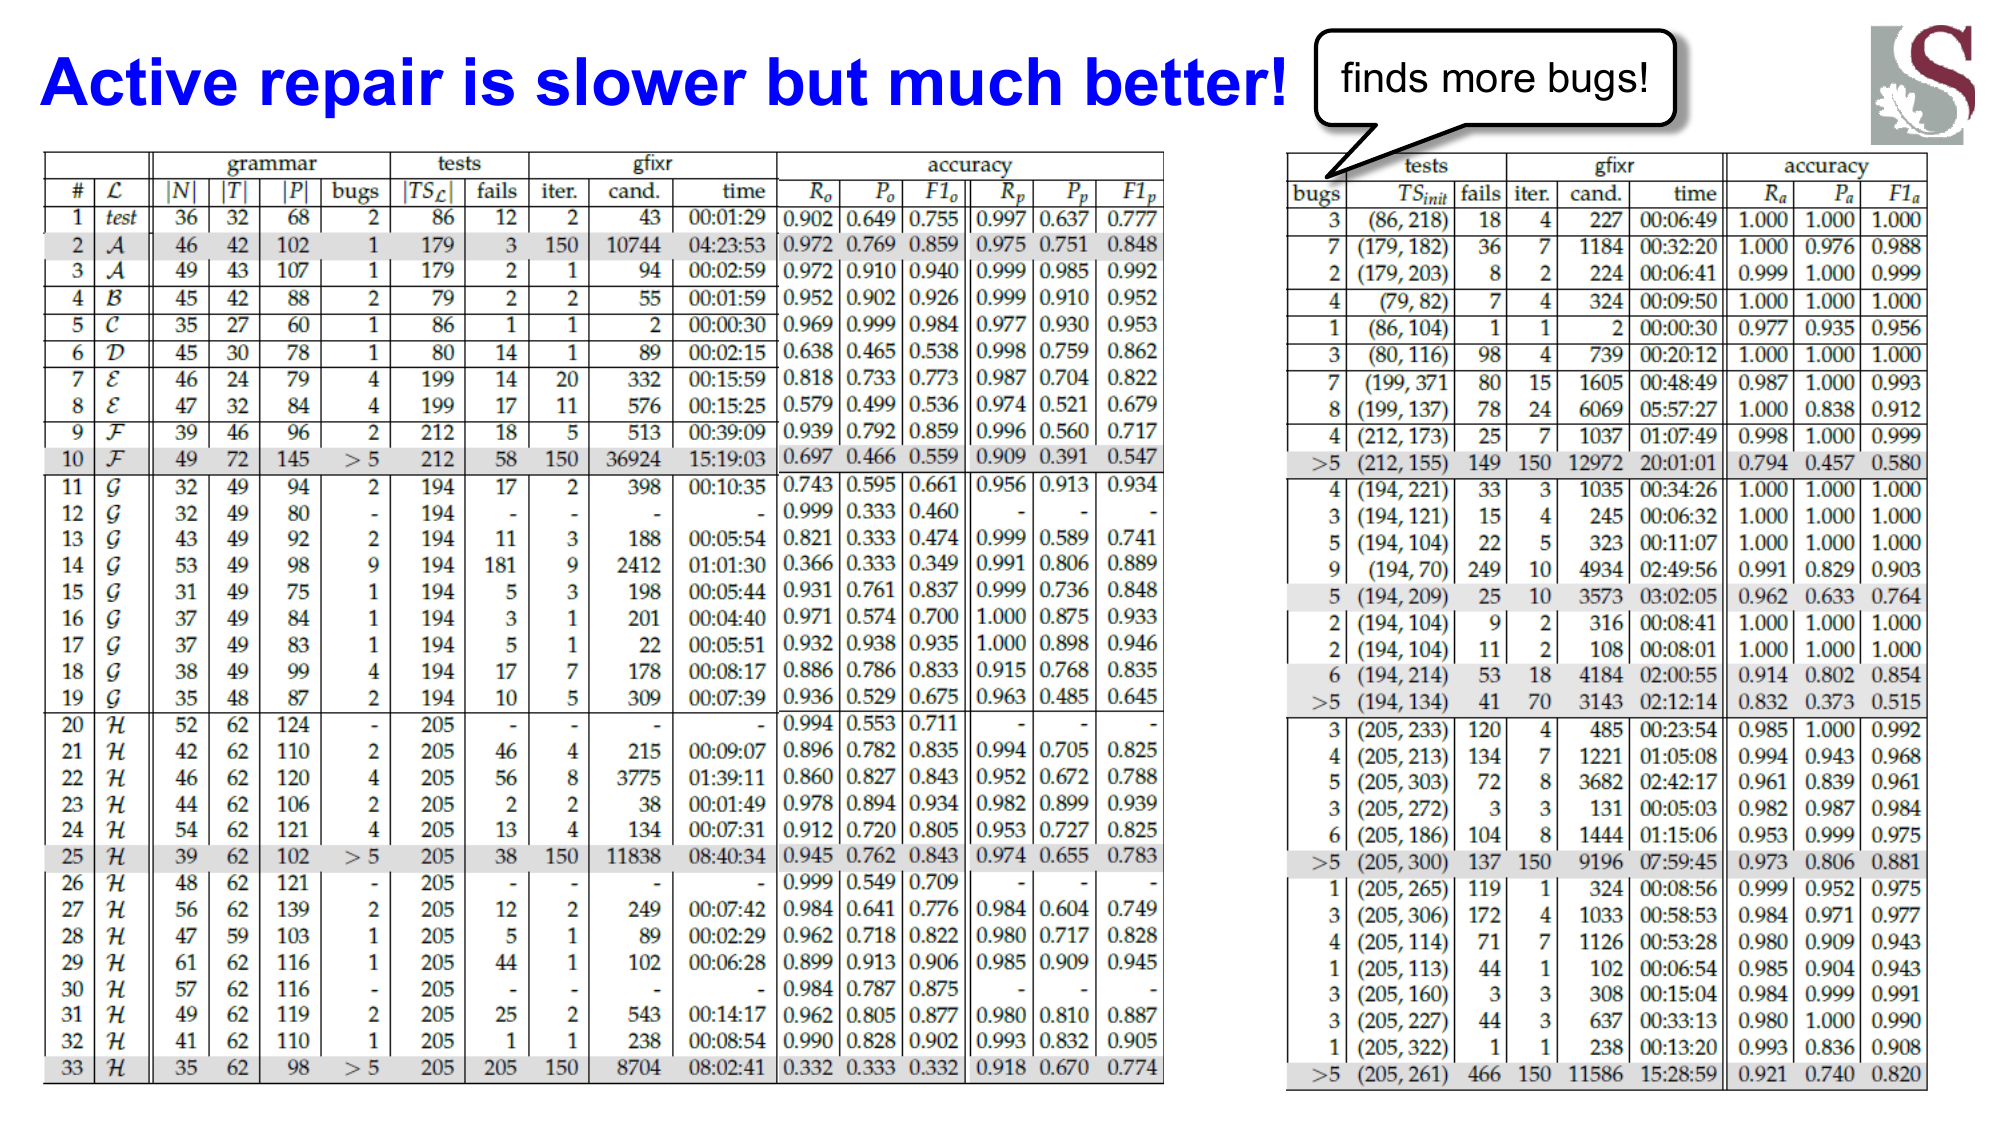 Active repair is slower but much better!
finds more bugs!
grammar tests gfixr accuracy
# ℒ |N| |T| |P| bugs |TSℒ| fails iter. cand. time Ro Po F1o Rp Pp F1p
1 test 36 32 68 2 86 12 2 43 00:01:29 0.902 0.649 0.755 0.997 0.637 0.777
2 𝒜 46 42 102 1 179 3 150 10744 04:23:53 0.972 0.769 0.859 0.975 0.751 0.848
3 𝒜 49 43 107 1 179 2 1 94 00:02:59 0.972 0.910 0.940 0.999 0.985 0.992
4 ℬ 45 42 88 2 79 2 2 55 00:01:59 0.952 0.902 0.926 0.999 0.910 0.952
5 𝒞 35 27 60 1 86 1 1 2 00:00:30 0.969 0.999 0.984 0.977 0.930 0.953
6 𝒟 45 30 78 1 80 14 1 89 00:02:15 0.638 0.465 0.538 0.998 0.759 0.862
7 ℰ 46 24 79 4 199 14 20 332 00:15:59 0.818 0.733 0.773 0.987 0.704 0.822
8 ℰ 47 32 84 4 199 17 11 576 00:15:25 0.579 0.499 0.536 0.974 0.521 0.679
9 ℱ 39 46 96 2 212 18 5 513 00:39:09 0.939 0.792 0.859 0.996 0.560 0.717
10 ℱ 49 72 145 > 5 212 58 150 36924 15:19:03 0.697 0.466 0.559 0.909 0.391 0.547
11 𝒢 32 49 94 2 194 17 2 398 00:10:35 0.743 0.595 0.661 0.956 0.913 0.934
12 𝒢 32 49 80 - 194 - - - - 0.999 0.333 0.460 - - -
13 𝒢 43 49 92 2 194 11 3 188 00:05:54 0.821 0.333 0.474 0.999 0.589 0.741
14 𝒢 53 49 98 9 194 181 9 2412 01:01:30 0.366 0.333 0.349 0.991 0.806 0.889
15 𝒢 31 49 75 1 194 5 3 198 00:05:44 0.931 0.761 0.837 0.999 0.736 0.848
16 𝒢 37 49 84 1 194 3 1 201 00:04:40 0.971 0.574 0.700 1.000 0.875 0.933
17 𝒢 37 49 83 1 194 5 1 22 00:05:51 0.932 0.938 0.935 1.000 0.898 0.946
18 𝒢 38 49 99 4 194 17 7 178 00:08:17 0.886 0.786 0.833 0.915 0.768 0.835
19 𝒢 35 48 87 2 194 10 5 309 00:07:39 0.936 0.529 0.675 0.963 0.485 0.645
20 ℋ 52 62 124 - 205 - - - - 0.994 0.553 0.711 - - -
21 ℋ 42 62 110 2 205 46 4 215 00:09:07 0.896 0.782 0.835 0.994 0.705 0.825
22 ℋ 46 62 120 4 205 56 8 3775 01:39:11 0.860 0.827 0.843 0.952 0.672 0.788
23 ℋ 44 62 106 2 205 2 2 38 00:01:49 0.978 0.894 0.934 0.982 0.899 0.939
24 ℋ 54 62 121 4 205 13 4 134 00:07:31 0.912 0.720 0.805 0.953 0.727 0.825
25 ℋ 39 62 102 > 5 205 38 150 11838 08:40:34 0.945 0.762 0.843 0.974 0.655 0.783
26 ℋ 48 62 121 - 205 - - - - 0.999 0.549 0.709 - - -
27 ℋ 56 62 139 2 205 12 2 249 00:07:42 0.984 0.641 0.776 0.984 0.604 0.749
28 ℋ 47 59 103 1 205 5 1 89 00:02:29 0.962 0.718 0.822 0.980 0.717 0.828
29 ℋ 61 62 116 1 205 44 1 102 00:06:28 0.899 0.913 0.906 0.985 0.909 0.945
30 ℋ 57 62 116 - 205 - - - - 0.984 0.787 0.875 - - -
31 ℋ 49 62 119 2 205 25 2 543 00:14:17 0.962 0.805 0.877 0.980 0.810 0.887
32 ℋ 41 62 110 1 205 1 1 238 00:08:54 0.990 0.828 0.902 0.993 0.832 0.905
33 ℋ 35 62 98 > 5 205 205 150 8704 08:02:41 0.332 0.333 0.332 0.918 0.670 0.774
tests gfixr accuracy
bugs TSinit fails iter. cand. time Ra Pa F1a
3 (86, 218) 18 4 227 00:06:49 1.000 1.000 1.000
7 (179, 182) 36 7 1184 00:32:20 1.000 0.976 0.988
2 (179, 203) 8 2 224 00:06:41 0.999 1.000 0.999
4 (79, 82) 7 4 324 00:09:50 1.000 1.000 1.000
1 (86, 104) 1 1 2 00:00:30 0.977 0.935 0.956
3 (80, 116) 98 4 739 00:20:12 1.000 1.000 1.000
7 (199, 371 80 15 1605 00:48:49 0.987 1.000 0.993
8 (199, 137) 78 24 6069 05:57:27 1.000 0.838 0.912
4 (212, 173) 25 7 1037 01:07:49 0.998 1.000 0.999
>5 (212, 155) 149 150 12972 20:01:01 0.794 0.457 0.580
4 (194, 221) 33 3 1035 00:34:26 1.000 1.000 1.000
3 (194, 121) 15 4 245 00:06:32 1.000 1.000 1.000
5 (194, 104) 22 5 323 00:11:07 1.000 1.000 1.000
9 (194, 70) 249 10 4934 02:49:56 0.991 0.829 0.903
5 (194, 209) 25 10 3573 03:02:05 0.962 0.633 0.764
2 (194, 104) 9 2 316 00:08:41 1.000 1.000 1.000
2 (194, 104) 11 2 108 00:08:01 1.000 1.000 1.000
6 (194, 214) 53 18 4184 02:00:55 0.914 0.802 0.854
>5 (194, 134) 41 70 3143 02:12:14 0.832 0.373 0.515
3 (205, 233) 120 4 485 00:23:54 0.985 1.000 0.992
4 (205, 213) 134 7 1221 01:05:08 0.994 0.943 0.968
5 (205, 303) 72 8 3682 02:42:17 0.961 0.839 0.961
3 (205, 272) 3 3 131 00:05:03 0.982 0.987 0.984
6 (205, 186) 104 8 1444 01:15:06 0.953 0.999 0.975
>5 (205, 300) 137 150 9196 07:59:45 0.973 0.806 0.881
1 (205, 265) 119 1 324 00:08:56 0.999 0.952 0.975
3 (205, 306) 172 4 1033 00:58:53 0.984 0.971 0.977
4 (205, 114) 71 7 1126 00:53:28 0.980 0.909 0.943
1 (205, 113) 44 1 102 00:06:54 0.985 0.904 0.943
3 (205, 160) 3 3 308 00:15:04 0.984 0.999 0.991
3 (205, 227) 44 3 637 00:33:13 0.980 1.000 0.990
1 (205, 322) 1 1 238 00:13:20 0.993 0.836 0.908
>5 (205, 261) 466 150 11586 15:28:59 0.921 0.740 0.820